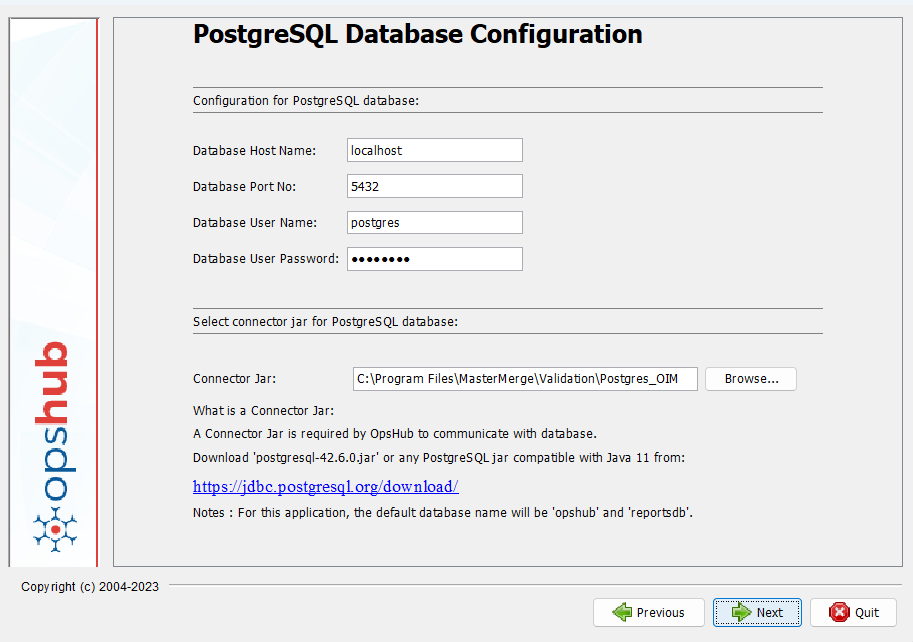 PostgreSQL Database Configuration
Configuration for PostgreSQL database:
Database Host Name: localhost
Database Port No: 5432
Database User Name: postgres
Database User Password: ●●●●●●●●
Select connector jar for PostgreSQL database:
Connector Jar: C:\Program Files\MasterMerge\Validation\Postgres_OIM Browse...
What is a Connector Jar:
A Connector Jar is required by OpsHub to communicate with database.
Download 'postgresql-42.6.0.jar' or any PostgreSQL jar compatible with Java 11 from:
https://jdbc.postgresql.org/download/
Notes : For this application, the default database name will be 'opshub' and 'reportsdb'.
opshub
Copyright (c) 2004-2023
Previous Next Quit